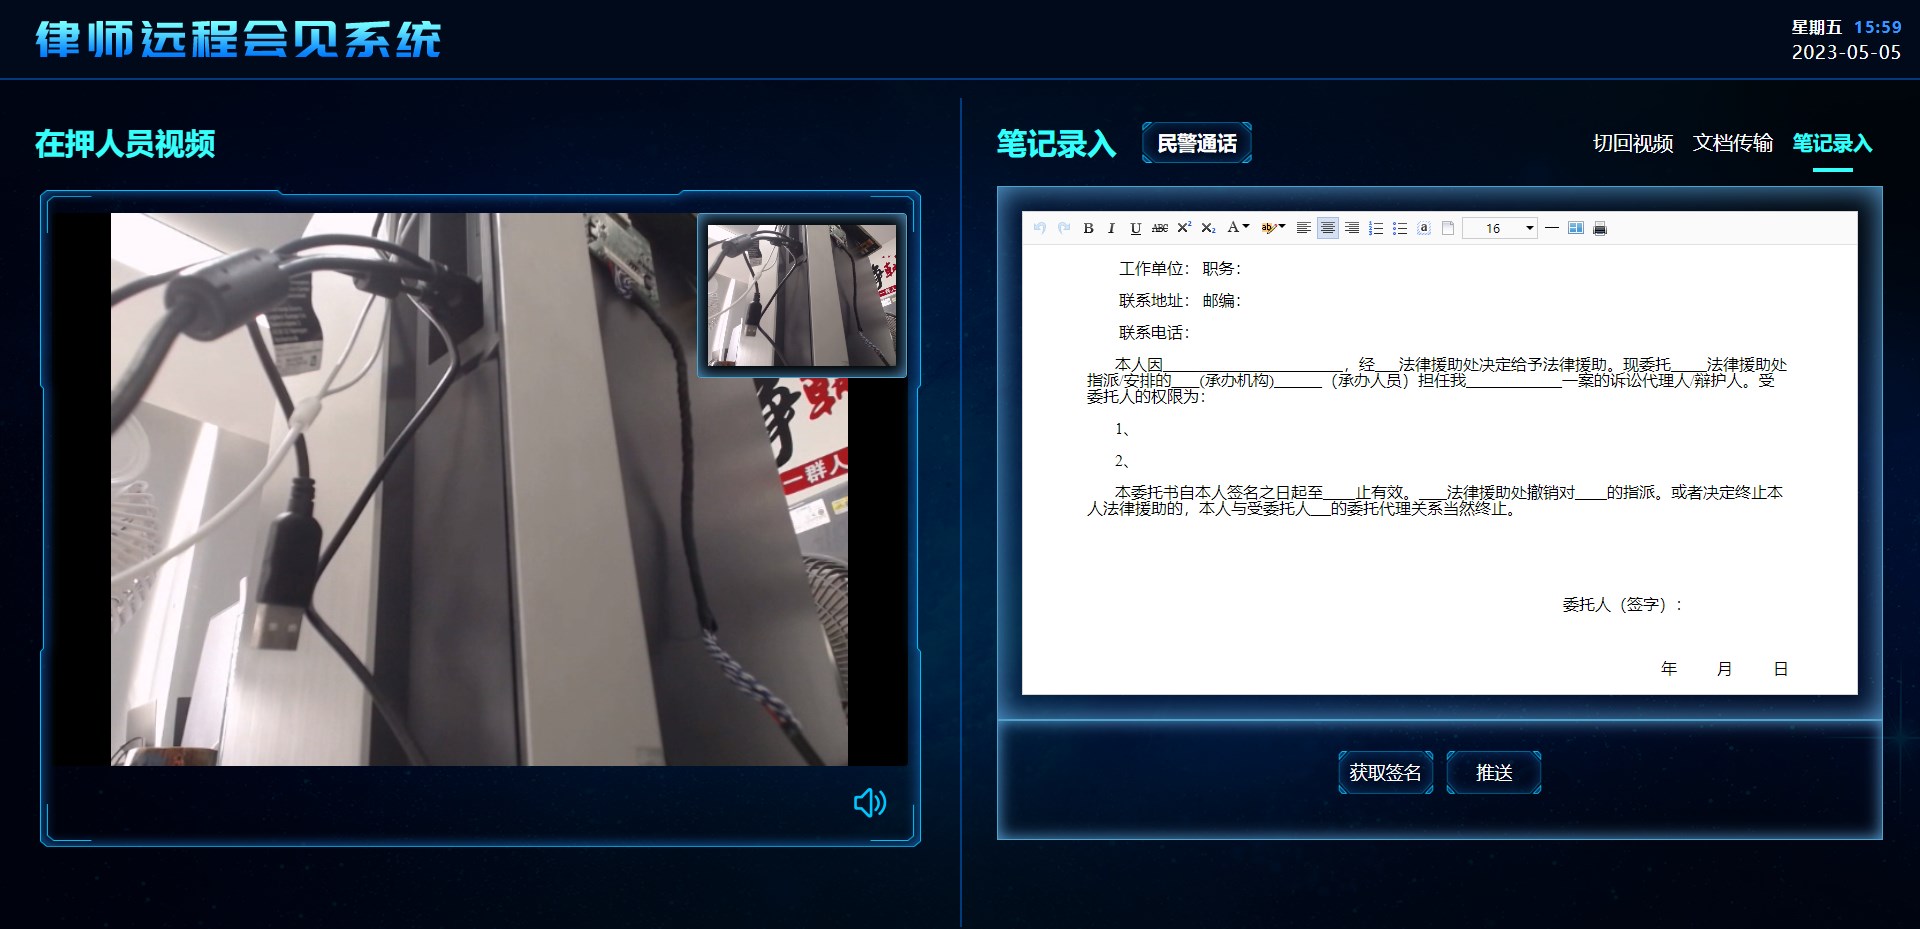 律师远程会见系统
星期五 15:59
2023-05-05
在押人员视频
争
一群人
笔记录入
民警通话
切回视频 文档传输 笔记录入
B I U ABC X² X₂ A ab a 16
工作单位： 职务：
联系地址： 邮编：
联系电话：
本人因______________________，经___法律援助处决定给予法律援助。现委托____法律援助处
指派/安排的___(承办机构)______（承办人员）担任我____________一案的诉讼代理人/辩护人。受
委托人的权限为：
1、
2、
本委托书自本人签名之日起至____止有效。___法律援助处撤销对____的指派。或者决定终止本
人法律援助的，本人与受委托人__的委托代理关系当然终止。
委托人（签字）：
年 月 日
获取签名 推送